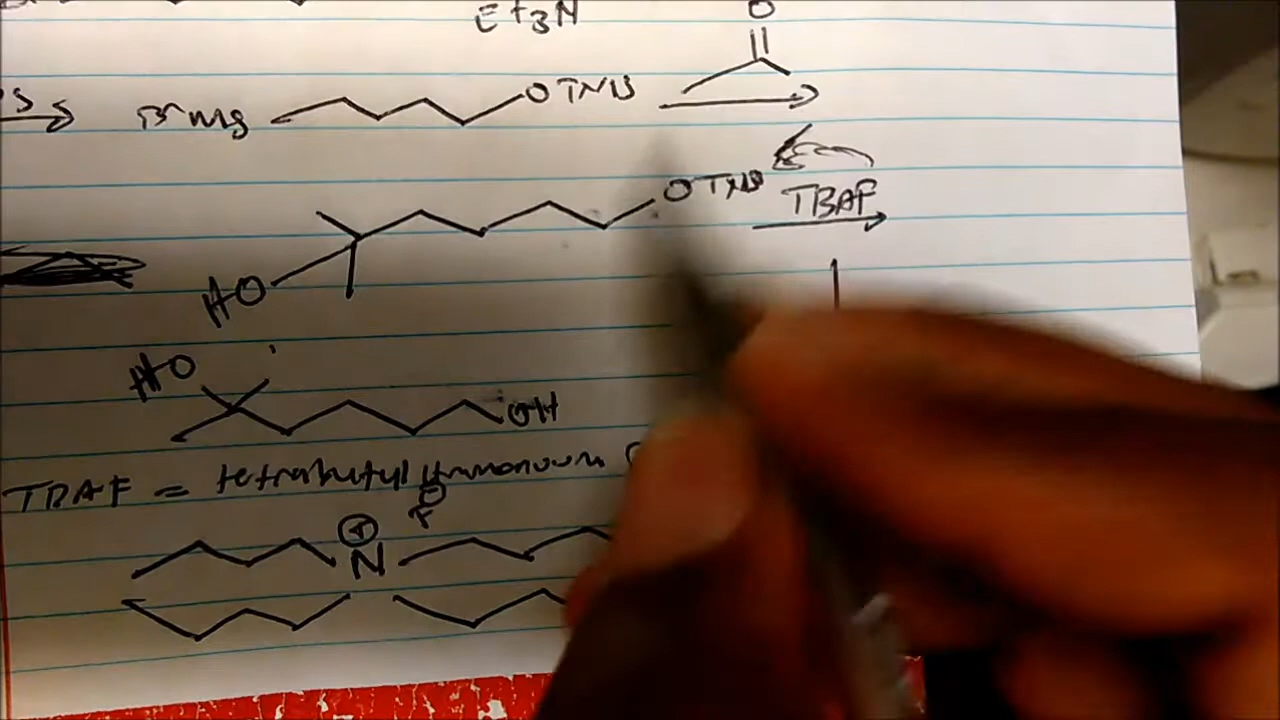 Et3N
O
S BrMg OTMS
OTMS
TBAF
HO
HO OH
TBAF = tetrabutyl ammonium
F
N